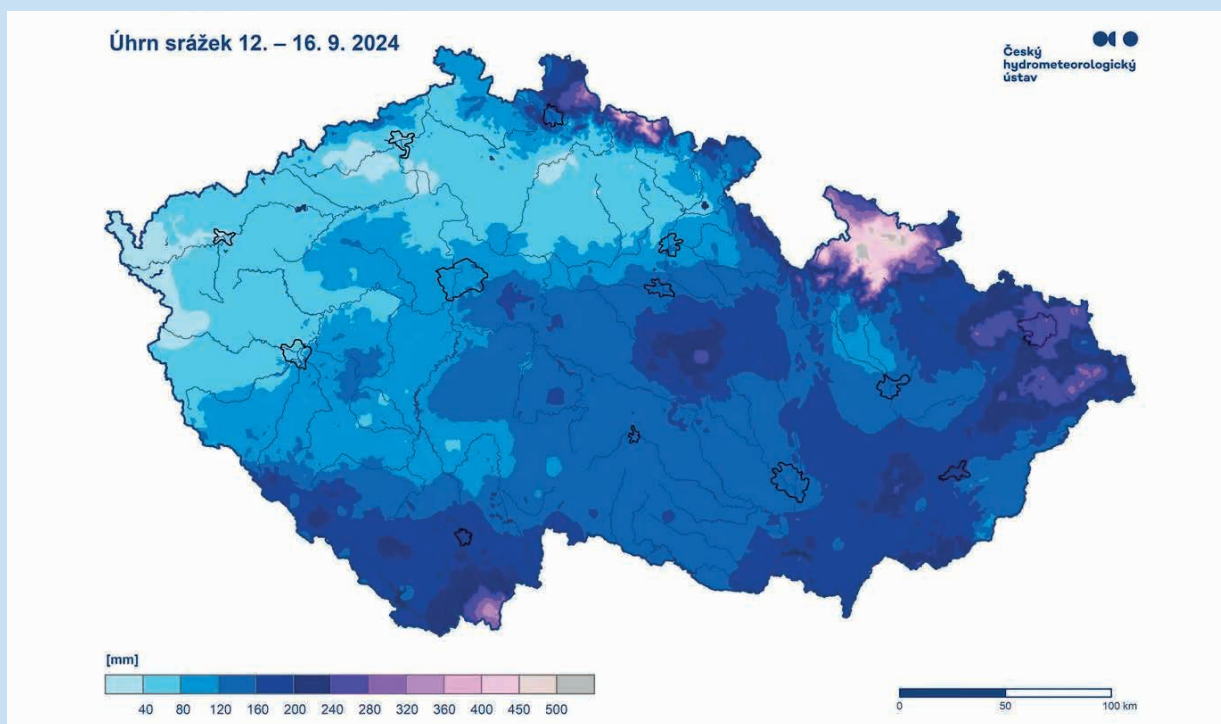 Úhrn srážek 12. – 16. 9. 2024
Český
hydrometeorologický
ústav
[mm]
40 80 120 160 200 240 280 320 360 400 450 500
0 50 100 km